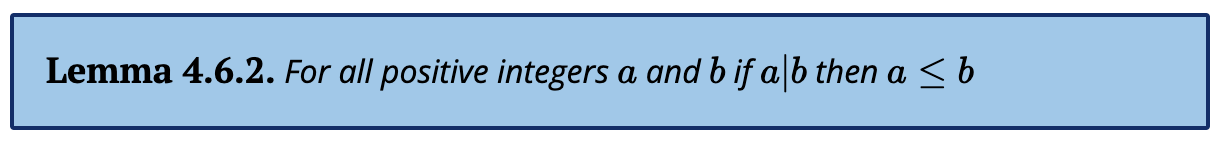 Lemma 4.6.2. For all positive integers a and b if a|b then a ≤ b